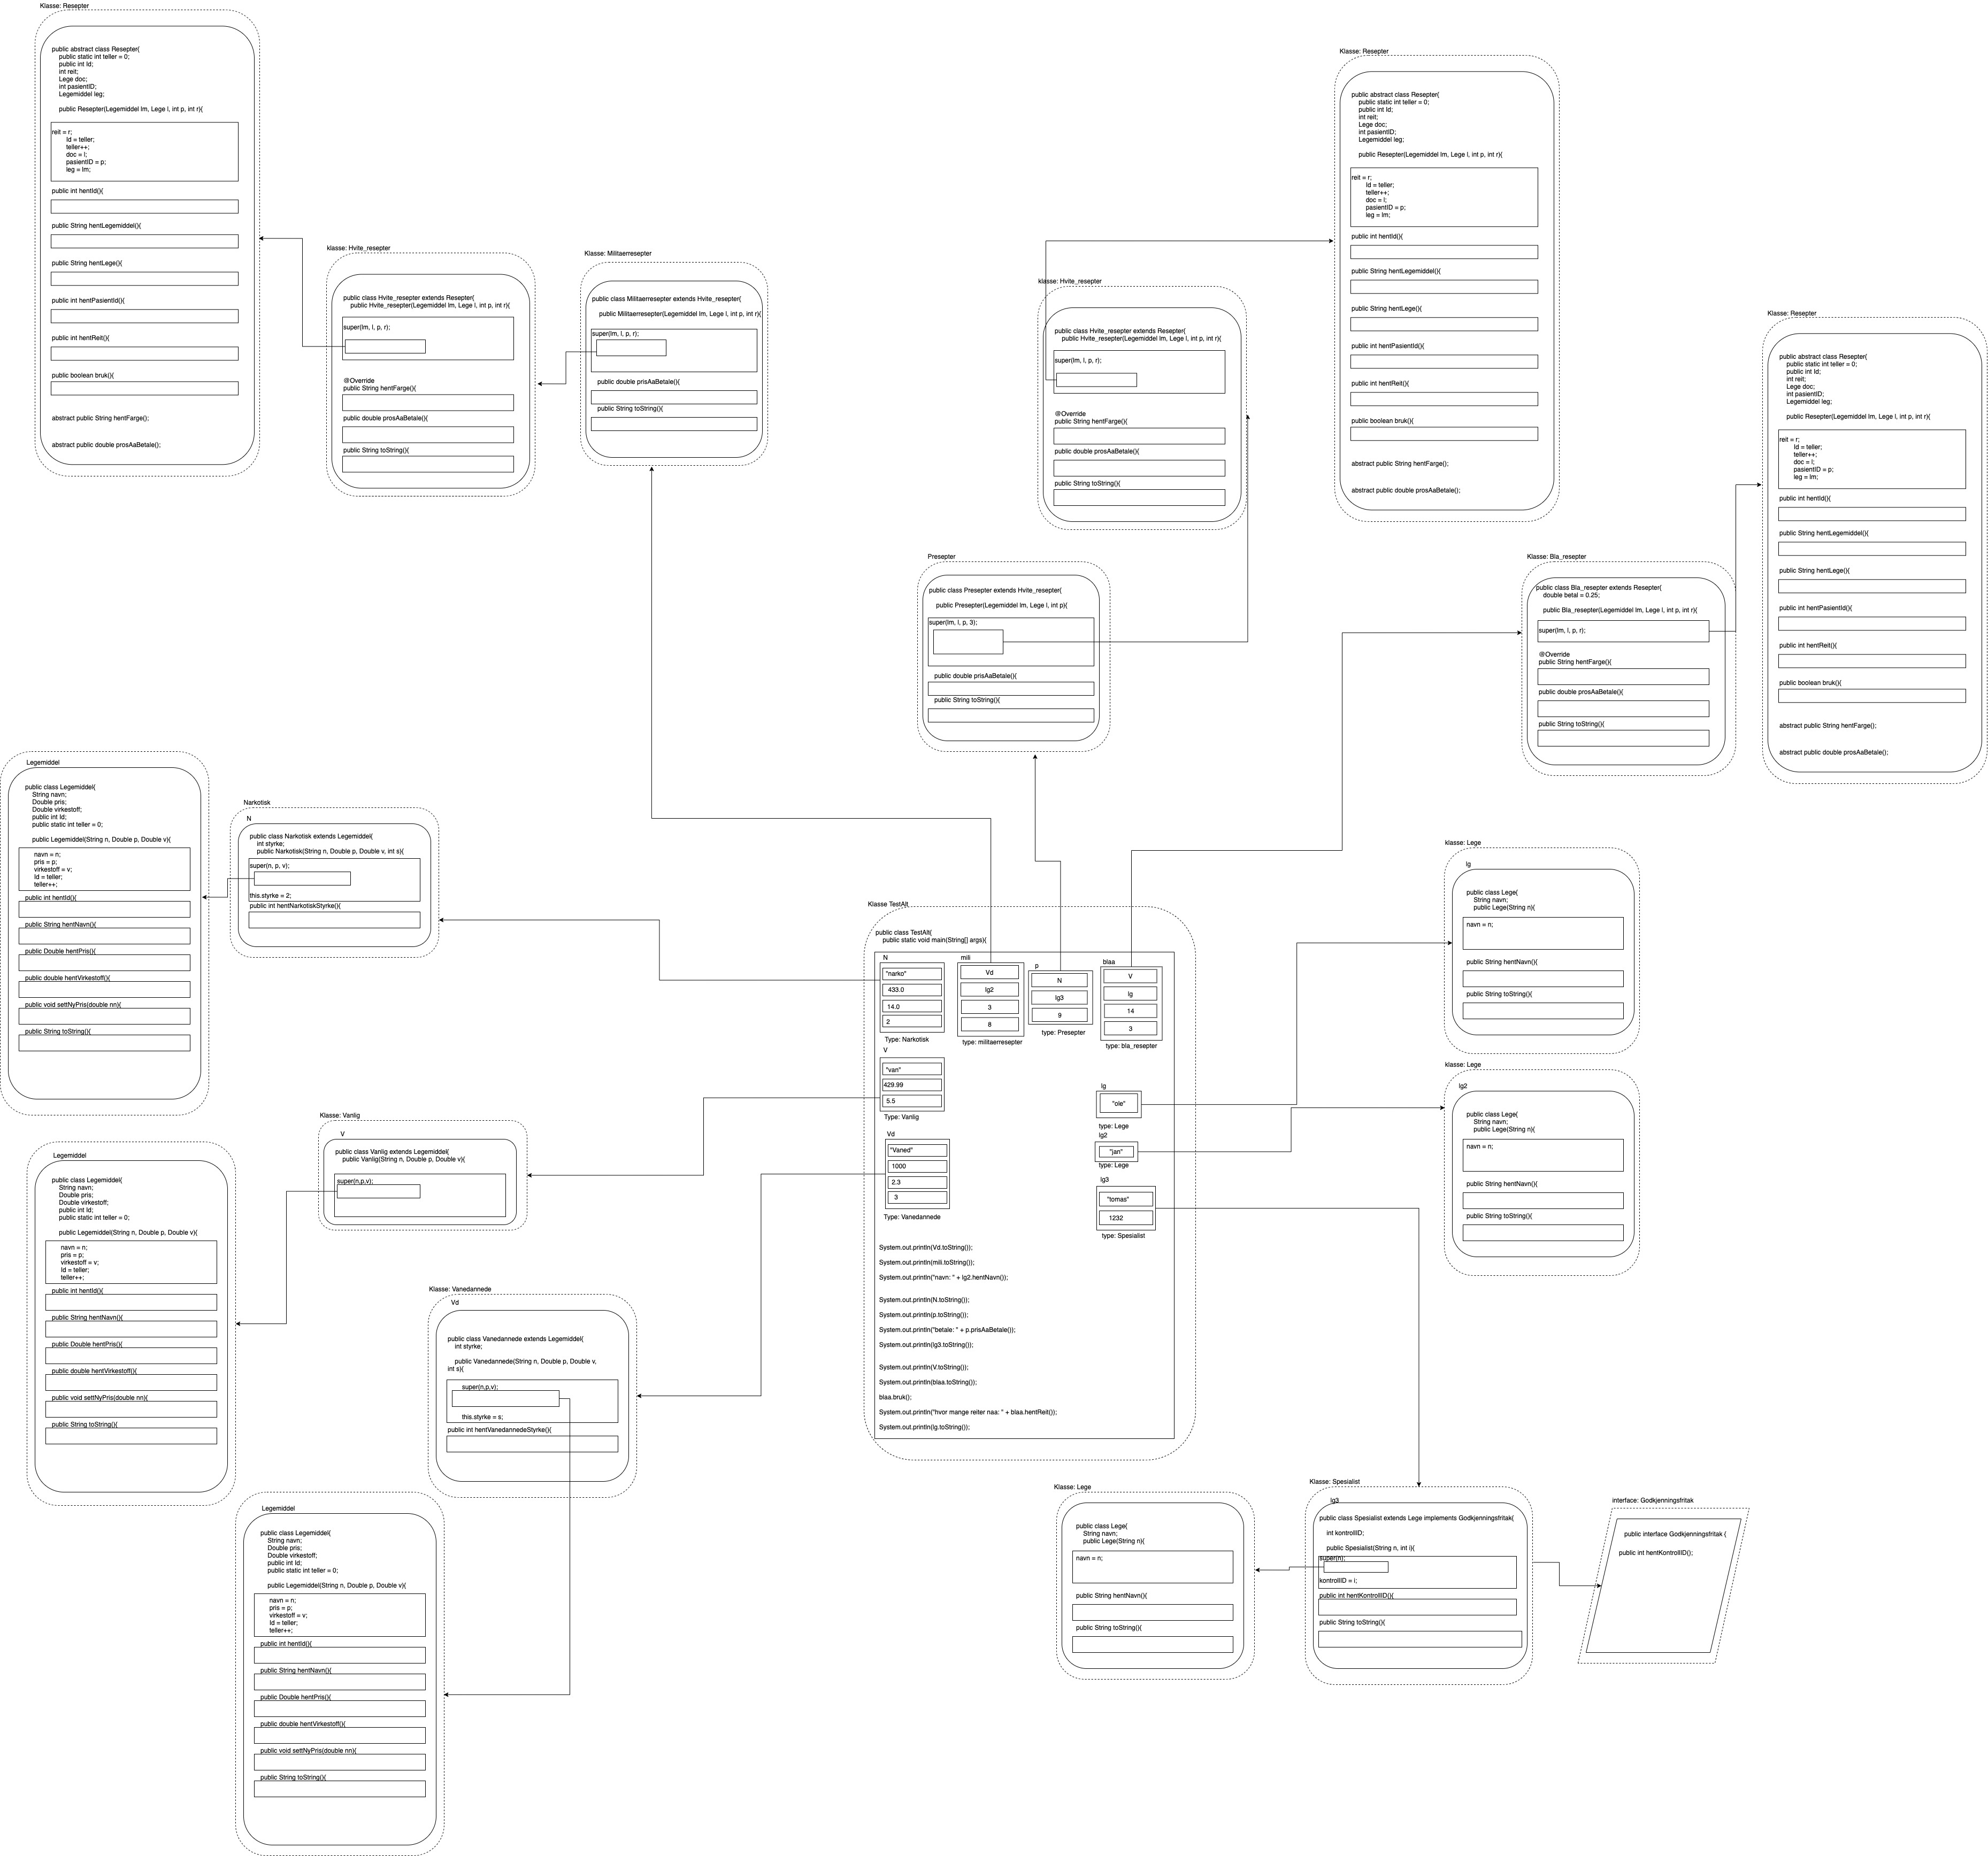 Klasse: Resepter
public abstract class Resepter{
public static int teller = 0;
public int Id;
int reit;
Lege doc;
int pasientID;
Legemiddel leg;
public Resepter(Legemiddel lm, Lege l, int p, int r){
reit = r;
Id = teller;
teller++;
doc = l;
pasientID = p;
leg = lm;
public int hentId(){
public String hentLegemiddel(){
public String hentLege(){
public int hentPasientId(){
public int hentReit(){
public boolean bruk(){
abstract public String hentFarge();
abstract public double prosAaBetale();
klasse: Hvite_resepter
public class Hvite_resepter extends Resepter{
public Hvite_resepter(Legemiddel lm, Lege l, int p, int r){
super(lm, l, p, r);
@Override
public String hentFarge(){
public double prosAaBetale(){
public String toString(){
Klasse: Militaerresepter
public class Militaerresepter extends Hvite_resepter{
public Militaerresepter(Legemiddel lm, Lege l, int p, int r){
super(lm, l, p, r);
public double prisAaBetale(){
public String toString(){
klasse: Hvite_resepter
public class Hvite_resepter extends Resepter{
public Hvite_resepter(Legemiddel lm, Lege l, int p, int r){
super(lm, l, p, r);
@Override
public String hentFarge(){
public double prosAaBetale(){
public String toString(){
Klasse: Resepter
public abstract class Resepter{
public static int teller = 0;
public int Id;
int reit;
Lege doc;
int pasientID;
Legemiddel leg;
public Resepter(Legemiddel lm, Lege l, int p, int r){
reit = r;
Id = teller;
teller++;
doc = l;
pasientID = p;
leg = lm;
public int hentId(){
public String hentLegemiddel(){
public String hentLege(){
public int hentPasientId(){
public int hentReit(){
public boolean bruk(){
abstract public String hentFarge();
abstract public double prosAaBetale();
Klasse: Resepter
public abstract class Resepter{
public static int teller = 0;
public int Id;
int reit;
Lege doc;
int pasientID;
Legemiddel leg;
public Resepter(Legemiddel lm, Lege l, int p, int r){
reit = r;
Id = teller;
teller++;
doc = l;
pasientID = p;
leg = lm;
public int hentId(){
public String hentLegemiddel(){
public String hentLege(){
public int hentPasientId(){
public int hentReit(){
public boolean bruk(){
abstract public String hentFarge();
abstract public double prosAaBetale();
Presepter
public class Presepter extends Hvite_resepter{
public Presepter(Legemiddel lm, Lege l, int p){
super(lm, l, p, 3);
public double prisAaBetale(){
public String toString(){
Klasse: Bla_resepter
public class Bla_resepter extends Resepter{
double betal = 0.25;
public Bla_resepter(Legemiddel lm, Lege l, int p, int r){
super(lm, l, p, r);
@Override
public String hentFarge(){
public double prosAaBetale(){
public String toString(){
Legemiddel
public class Legemiddel{
String navn;
Double pris;
Double virkestoff;
public int Id;
public static int teller = 0;
public Legemiddel(String n, Double p, Double v){
navn = n;
pris = p;
virkestoff = v;
Id = teller;
teller++;
public int hentId(){
public String hentNavn(){
public Double hentPris(){
public double hentVirkestoff(){
public void settNyPris(double nn){
public String toString(){
Narkotisk
N
public class Narkotisk extends Legemiddel{
int styrke;
public Narkotisk(String n, Double p, Double v, int s){
super(n, p, v);
this.styrke = 2;
public int hentNarkotiskStyrke(){
Klasse TestAlt
public class TestAlt{
public static void main(String[] args){
N
"narko"
433.0
14.0
2
Type: Narkotisk
mili
Vd
lg2
3
8
type: militaerresepter
p
N
lg3
9
type: Presepter
blaa
V
lg
14
3
type: bla_resepter
V
"van"
429.99
5.5
Type: Vanlig
Vd
"Vaned"
1000
2.3
3
Type: Vanedannede
lg
"ole"
type: Lege
lg2
"jan"
type: Lege
lg3
"tomas"
1232
type: Spesialist
System.out.println(Vd.toString());
System.out.println(mili.toString());
System.out.println("navn: " + lg2.hentNavn());
System.out.println(N.toString());
System.out.println(p.toString());
System.out.println("betale: " + p.prisAaBetale());
System.out.println(lg3.toString());
System.out.println(V.toString());
System.out.println(blaa.toString());
blaa.bruk();
System.out.println("hvor mange reiter naa: " + blaa.hentReit());
System.out.println(lg.toString());
klasse: Lege
lg
public class Lege{
String navn;
public Lege(String n){
navn = n;
public String hentNavn(){
public String toString(){
klasse: Lege
lg2
public class Lege{
String navn;
public Lege(String n){
navn = n;
public String hentNavn(){
public String toString(){
Klasse: Vanlig
V
public class Vanlig extends Legemiddel{
public Vanlig(String n, Double p, Double v){
super(n,p,v);
Legemiddel
public class Legemiddel{
String navn;
Double pris;
Double virkestoff;
public int Id;
public static int teller = 0;
public Legemiddel(String n, Double p, Double v){
navn = n;
pris = p;
virkestoff = v;
Id = teller;
teller++;
public int hentId(){
public String hentNavn(){
public Double hentPris(){
public double hentVirkestoff(){
public void settNyPris(double nn){
public String toString(){
Klasse: Vanedannede
Vd
public class Vanedannede extends Legemiddel{
int styrke;
public Vanedannede(String n, Double p, Double v,
int s){
super(n,p,v);
this.styrke = s;
public int hentVanedannedeStyrke(){
Legemiddel
public class Legemiddel{
String navn;
Double pris;
Double virkestoff;
public int Id;
public static int teller = 0;
public Legemiddel(String n, Double p, Double v){
navn = n;
pris = p;
virkestoff = v;
Id = teller;
teller++;
public int hentId(){
public String hentNavn(){
public Double hentPris(){
public double hentVirkestoff(){
public void settNyPris(double nn){
public String toString(){
Klasse: Lege
public class Lege{
String navn;
public Lege(String n){
navn = n;
public String hentNavn(){
public String toString(){
Klasse: Spesialist
lg3
public class Spesialist extends Lege implements Godkjenningsfritak{
int kontrollID;
public Spesialist(String n, int i){
super(n);
kontrollID = i;
public int hentKontrollID(){
public String toString(){
interface: Godkjenningsfritak
public interface Godkjenningsfritak {
public int hentKontrollID();